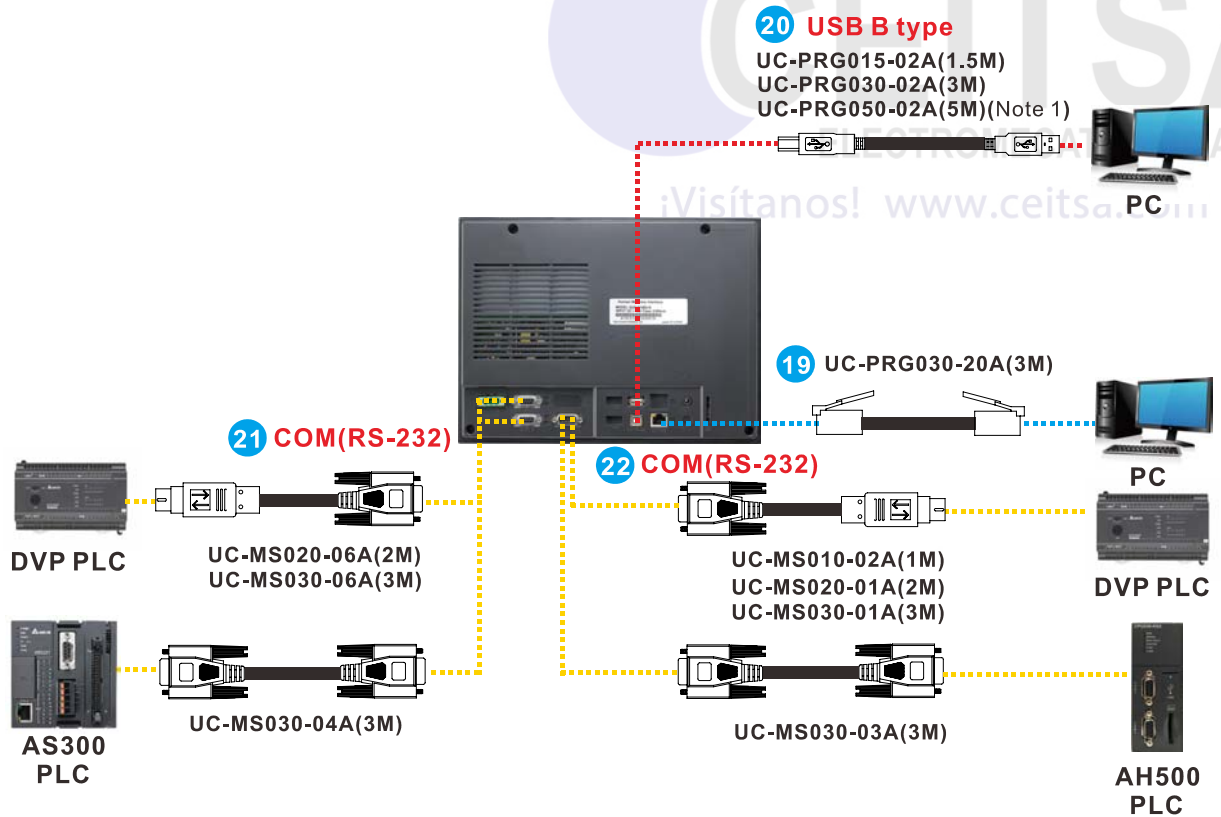 CEITSA
20 USB B type
UC-PRG015-02A(1.5M)
UC-PRG030-02A(3M)
UC-PRG050-02A(5M)(Note 1)
PC
¡Visítanos! www.ceitsa.com
19 UC-PRG030-20A(3M)
PC
21 COM(RS-232)
22 COM(RS-232)
DVP PLC
UC-MS020-06A(2M)
UC-MS030-06A(3M)
UC-MS010-02A(1M)
UC-MS020-01A(2M)
UC-MS030-01A(3M)
DVP PLC
UC-MS030-04A(3M)
UC-MS030-03A(3M)
AS300
PLC
AH500
PLC